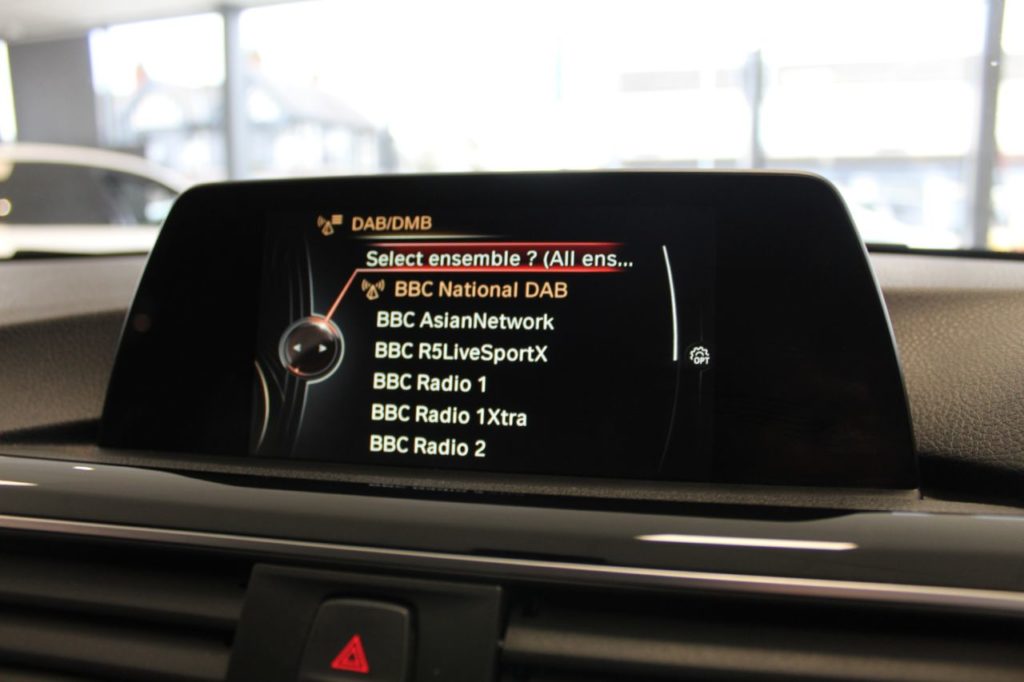 DAB/DMB
Select ensemble ? (All ens...
BBC National DAB
BBC AsianNetwork
BBC R5LiveSportX
OPT
BBC Radio 1
BBC Radio 1Xtra
BBC Radio 2